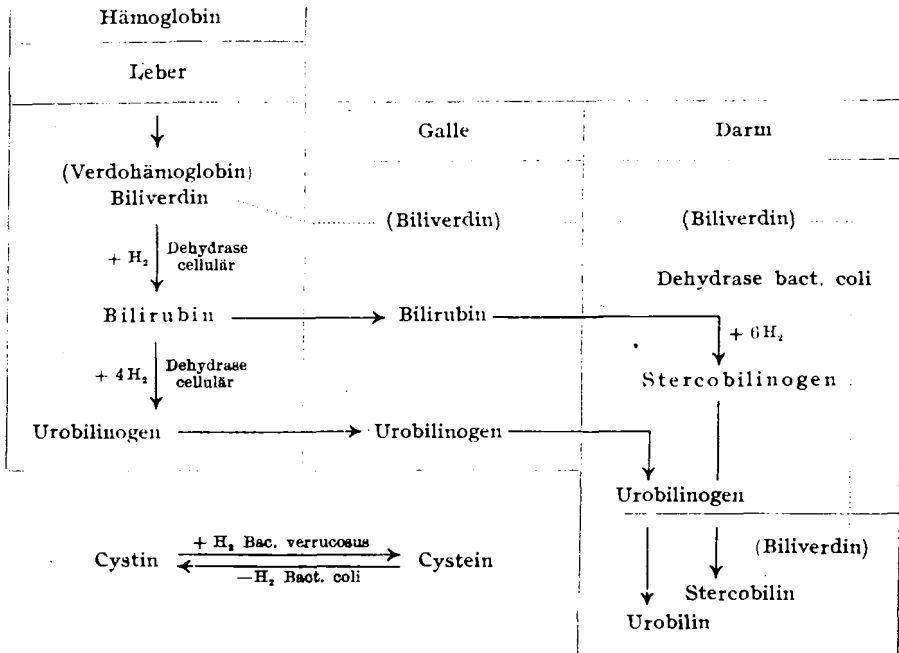 Hämoglobin
Leber
Galle
Darm
(Verdohämoglobin)
Biliverdin
(Biliverdin)
(Biliverdin)
+ H₂
Dehydrase
cellulär
Dehydrase bact. coli
Bilirubin
Bilirubin
+ 6H₂
+ 4H₂
Dehydrase
cellulär
Stercobilinogen
Urobilinogen
Urobilinogen
Urobilinogen
+ H₂ Bac. verrucosus
Cystin
Cystein
—H₂ Bact. coli
(Biliverdin)
Stercobilin
Urobilin